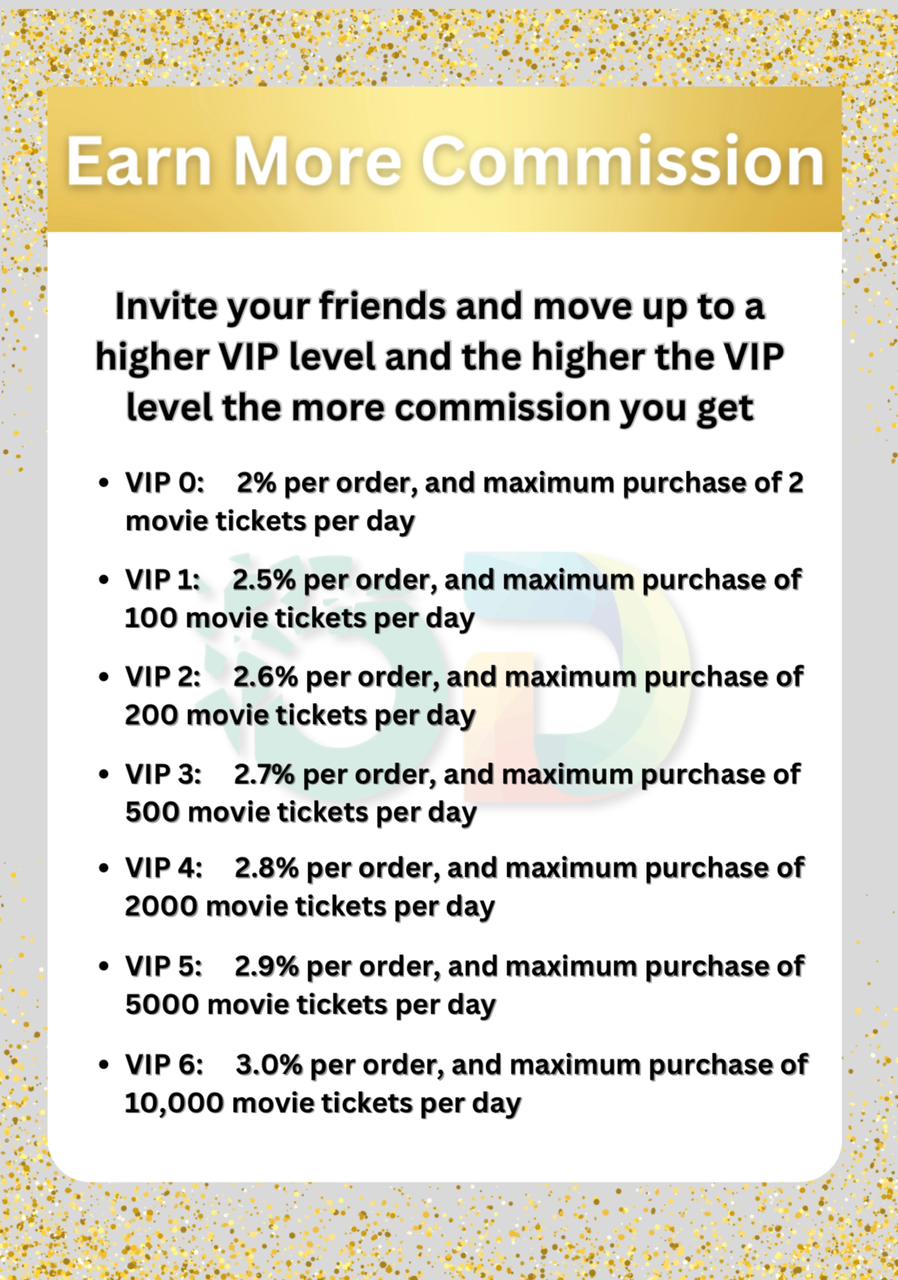 Earn More Commission
Invite your friends and move up to a
higher VIP level and the higher the VIP
level the more commission you get
• VIP 0: 2% per order, and maximum purchase of 2
movie tickets per day
• VIP 1: 2.5% per order, and maximum purchase of
100 movie tickets per day
• VIP 2: 2.6% per order, and maximum purchase of
200 movie tickets per day
• VIP 3: 2.7% per order, and maximum purchase of
500 movie tickets per day
• VIP 4: 2.8% per order, and maximum purchase of
2000 movie tickets per day
• VIP 5: 2.9% per order, and maximum purchase of
5000 movie tickets per day
• VIP 6: 3.0% per order, and maximum purchase of
10,000 movie tickets per day